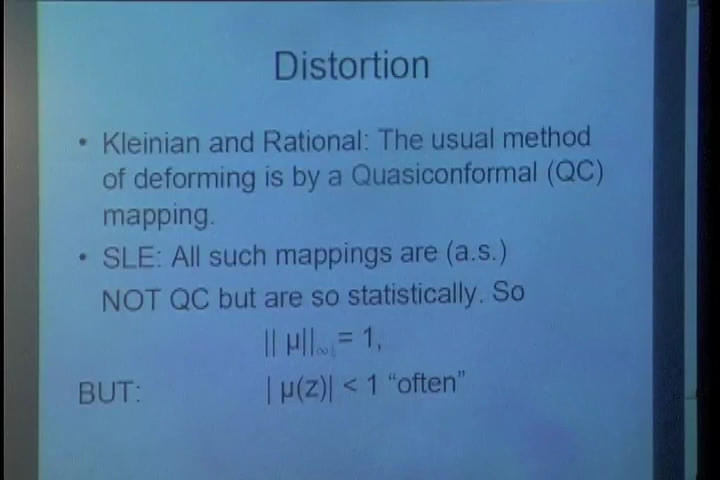 Distortion
• Kleinian and Rational: The usual method
of deforming is by a Quasiconformal (QC)
mapping.
• SLE: All such mappings are (a.s.)
NOT QC but are so statistically. So
|| μ||∞ = 1,
BUT: | μ(z)| < 1 “often”